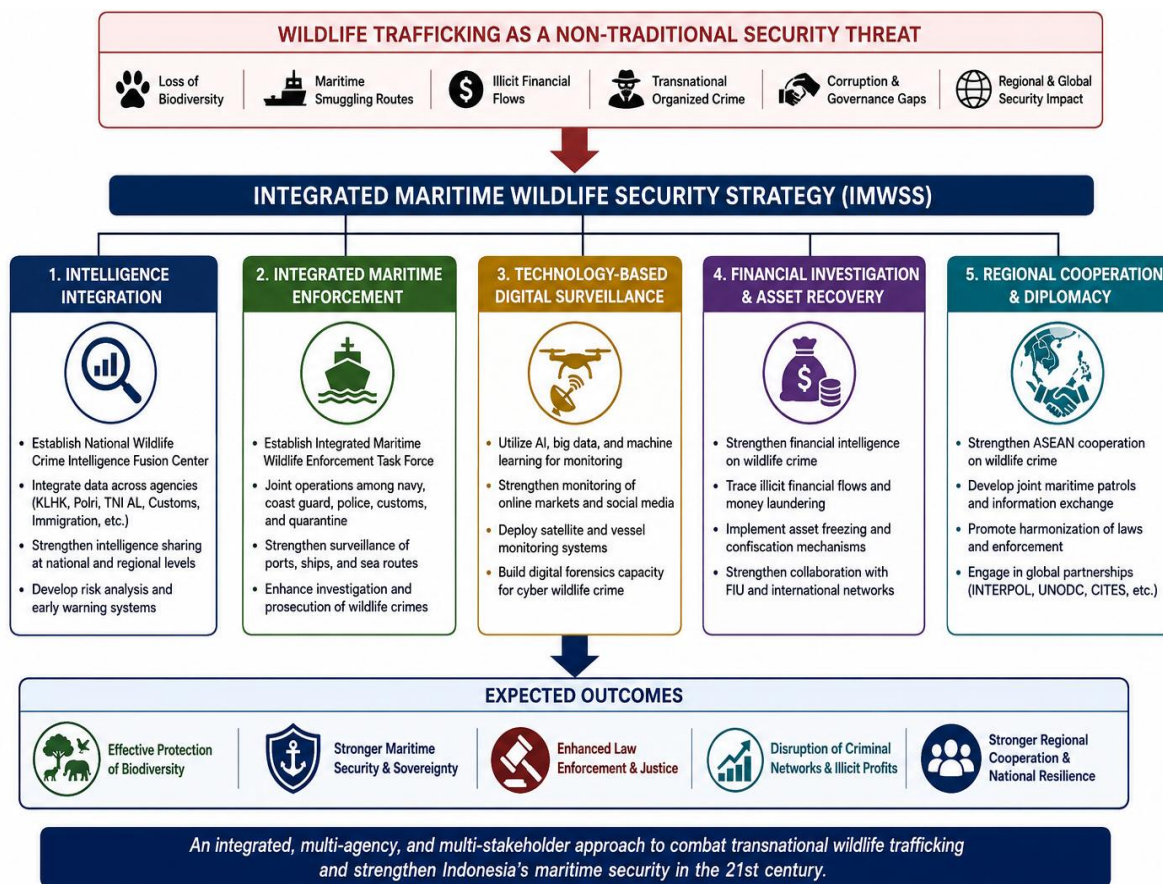 WILDLIFE TRAFFICKING AS A NON-TRADITIONAL SECURITY THREAT
Loss of
Biodiversity
Maritime
Smuggling Routes
Illicit Financial
Flows
Transnational
Organized Crime
Corruption &
Governance Gaps
Regional & Global
Security Impact
INTEGRATED MARITIME WILDLIFE SECURITY STRATEGY (IMWSS)
1. INTELLIGENCE
INTEGRATION
• Establish National Wildlife
Crime Intelligence Fusion Center
• Integrate data across agencies
(KLHK, Polri, TNI AL, Customs,
Immigration, etc.)
• Strengthen intelligence sharing
at national and regional levels
• Develop risk analysis and
early warning systems
2. INTEGRATED MARITIME
ENFORCEMENT
• Establish Integrated Maritime
Wildlife Enforcement Task Force
• Joint operations among navy,
coast guard, police, customs,
and quarantine
• Strengthen surveillance of
ports, ships, and sea routes
• Enhance investigation and
prosecution of wildlife crimes
3. TECHNOLOGY-BASED
DIGITAL SURVEILLANCE
• Utilize AI, big data, and machine
learning for monitoring
• Strengthen monitoring of
online markets and social media
• Deploy satellite and vessel
monitoring systems
• Build digital forensics capacity
for cyber wildlife crime
4. FINANCIAL INVESTIGATION
& ASSET RECOVERY
$
• Strengthen financial intelligence
on wildlife crime
• Trace illicit financial flows and
money laundering
• Implement asset freezing and
confiscation mechanisms
• Strengthen collaboration with
FIU and international networks
5. REGIONAL COOPERATION
& DIPLOMACY
• Strengthen ASEAN cooperation
on wildlife crime
• Develop joint maritime patrols
and information exchange
• Promote harmonization of laws
and enforcement
• Engage in global partnerships
(INTERPOL, UNODC, CITES, etc.)
EXPECTED OUTCOMES
Effective Protection
of Biodiversity
Stronger Maritime
Security & Sovereignty
Enhanced Law
Enforcement & Justice
Disruption of Criminal
Networks & Illicit Profits
Stronger Regional
Cooperation &
National Resilience
An integrated, multi-agency, and multi-stakeholder approach to combat transnational wildlife trafficking
and strengthen Indonesia's maritime security in the 21st century.